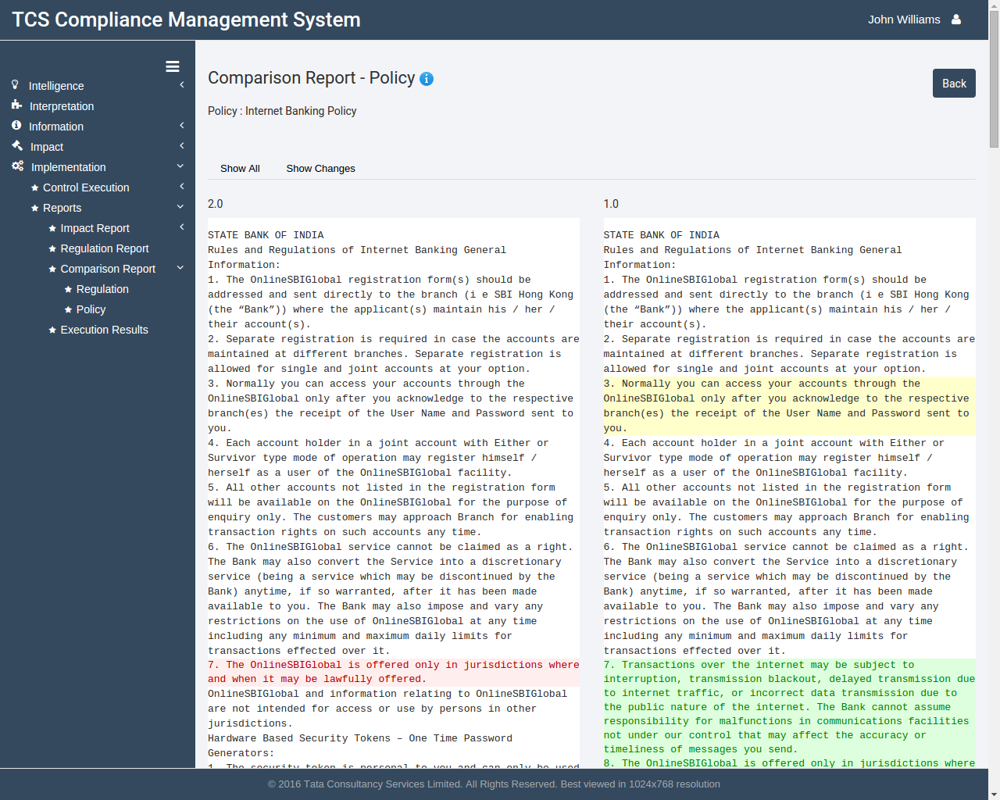 TCS Compliance Management System
John Williams
Intelligence
Interpretation
Information
Impact
Implementation
Control Execution
Reports
Impact Report
Regulation Report
Comparison Report
Regulation
Policy
Execution Results
Comparison Report - Policy
Back
Policy : Internet Banking Policy
Show All
Show Changes
2.0
STATE BANK OF INDIA
Rules and Regulations of Internet Banking General
Information:
1. The OnlineSBIGlobal registration form(s) should be
addressed and sent directly to the branch (i e SBI Hong Kong
(the “Bank”)) where the applicant(s) maintain his / her /
their account(s).
2. Separate registration is required in case the accounts are
maintained at different branches. Separate registration is
allowed for single and joint accounts at your option.
3. Normally you can access your accounts through the
OnlineSBIGlobal only after you acknowledge to the respective
branch(es) the receipt of the User Name and Password sent to
you.
4. Each account holder in a joint account with Either or
Survivor type mode of operation may register himself /
herself as a user of the OnlineSBIGlobal facility.
5. All other accounts not listed in the registration form
will be available on the OnlineSBIGlobal for the purpose of
enquiry only. The customers may approach Branch for enabling
transaction rights on such accounts any time.
6. The OnlineSBIGlobal service cannot be claimed as a right.
The Bank may also convert the Service into a discretionary
service (being a service which may be discontinued by the
Bank) anytime, if so warranted, after it has been made
available to you. The Bank may also impose and vary any
restrictions on the use of OnlineSBIGlobal at any time
including any minimum and maximum daily limits for
transactions effected over it.
7. The OnlineSBIGlobal is offered only in jurisdictions where
and when it may be lawfully offered.
OnlineSBIGlobal and information relating to OnlineSBIGlobal
are not intended for access or use by persons in other
jurisdictions.
Hardware Based Security Tokens – One Time Password
Generators:
1. The security token is personal to you and can only be used
1.0
STATE BANK OF INDIA
Rules and Regulations of Internet Banking General
Information:
1. The OnlineSBIGlobal registration form(s) should be
addressed and sent directly to the branch (i e SBI Hong Kong
(the “Bank”)) where the applicant(s) maintain his / her /
their account(s).
2. Separate registration is required in case the accounts are
maintained at different branches. Separate registration is
allowed for single and joint accounts at your option.
3. Normally you can access your accounts through the
OnlineSBIGlobal only after you acknowledge to the respective
branch(es) the receipt of the User Name and Password sent to
you.
4. Each account holder in a joint account with Either or
Survivor type mode of operation may register himself /
herself as a user of the OnlineSBIGlobal facility.
5. All other accounts not listed in the registration form
will be available on the OnlineSBIGlobal for the purpose of
enquiry only. The customers may approach Branch for enabling
transaction rights on such accounts any time.
6. The OnlineSBIGlobal service cannot be claimed as a right.
The Bank may also convert the Service into a discretionary
service (being a service which may be discontinued by the
Bank) anytime, if so warranted, after it has been made
available to you. The Bank may also impose and vary any
restrictions on the use of OnlineSBIGlobal at any time
including any minimum and maximum daily limits for
transactions effected over it.
7. Transactions over the internet may be subject to
interruption, transmission blackout, delayed transmission due
to internet traffic, or incorrect data transmission due to
the public nature of the internet. The Bank cannot assume
responsibility for malfunctions in communications facilities
not under our control that may affect the accuracy or
timeliness of messages you send.
8. The OnlineSBIGlobal is offered only in jurisdictions where
© 2016 Tata Consultancy Services Limited. All Rights Reserved. Best viewed in 1024x768 resolution